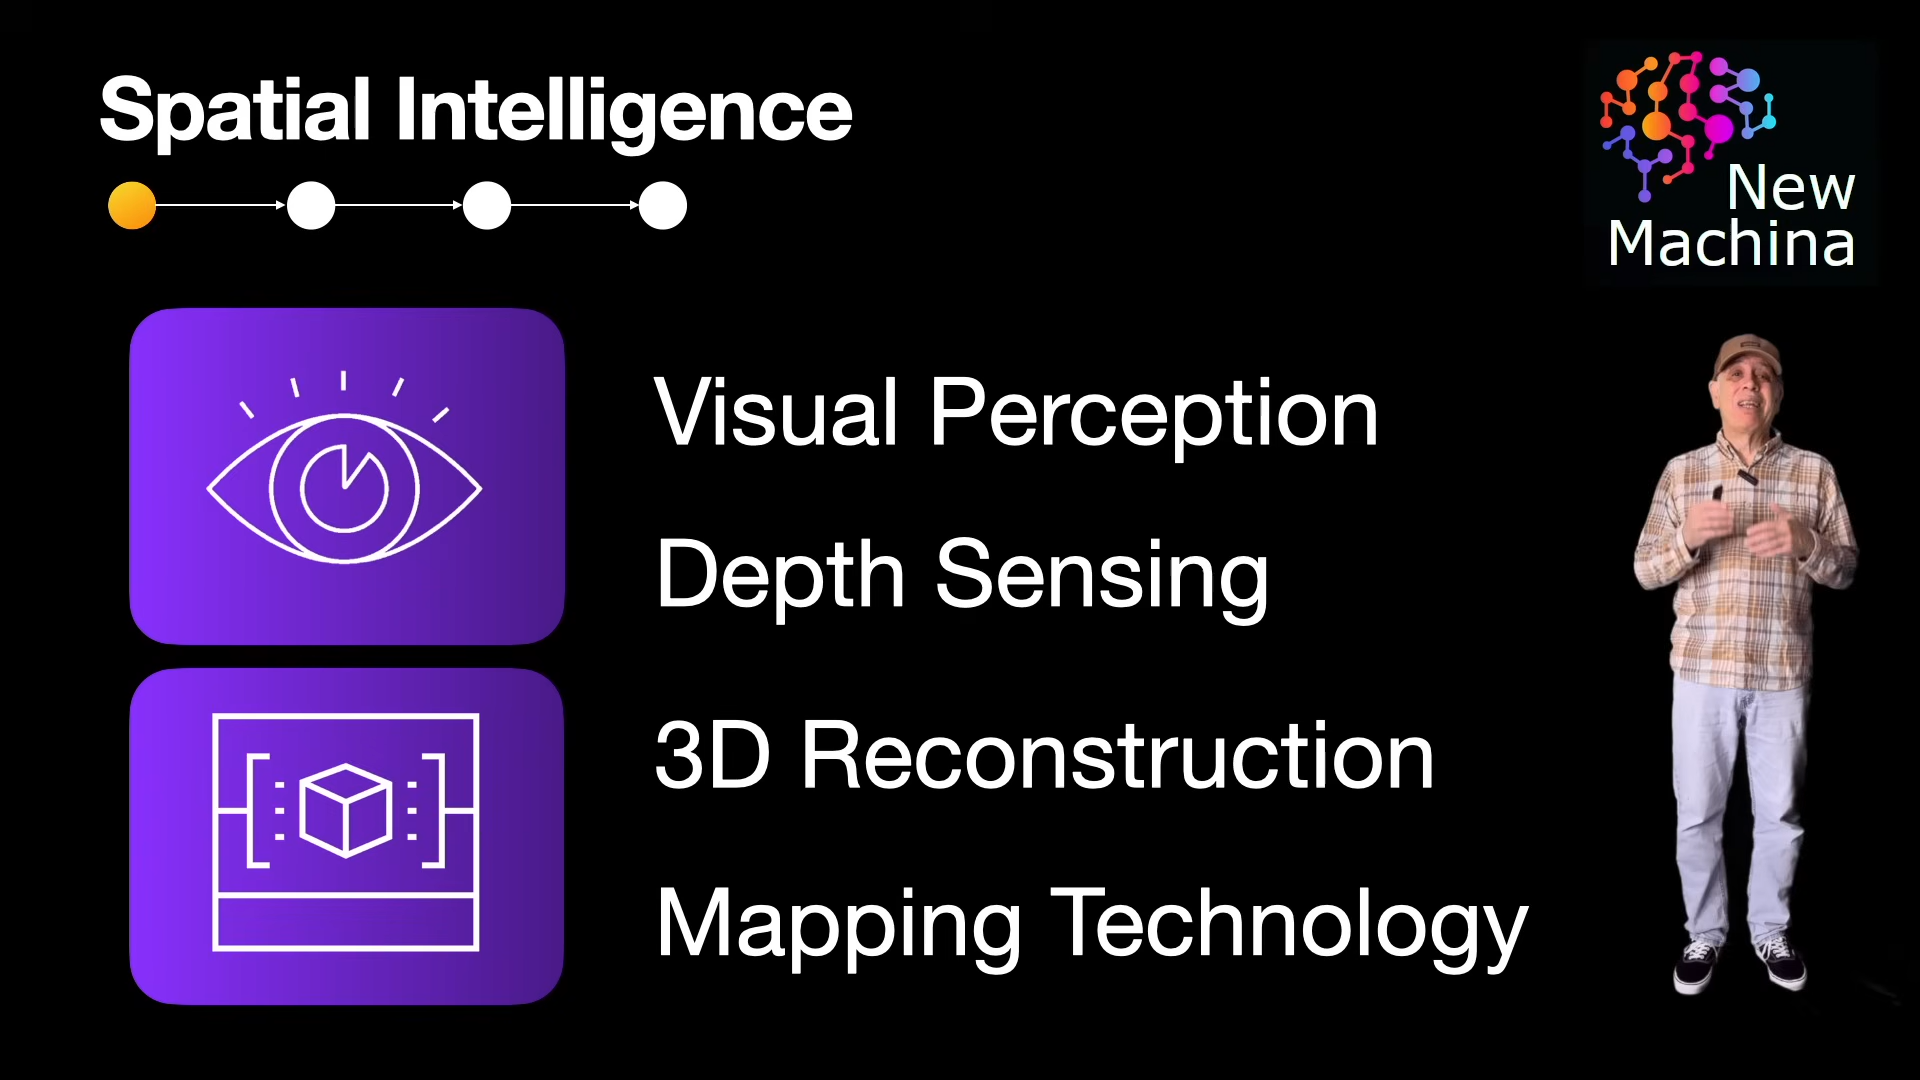 Spatial Intelligence
New
Machina
Visual Perception
Depth Sensing
3D Reconstruction
Mapping Technology